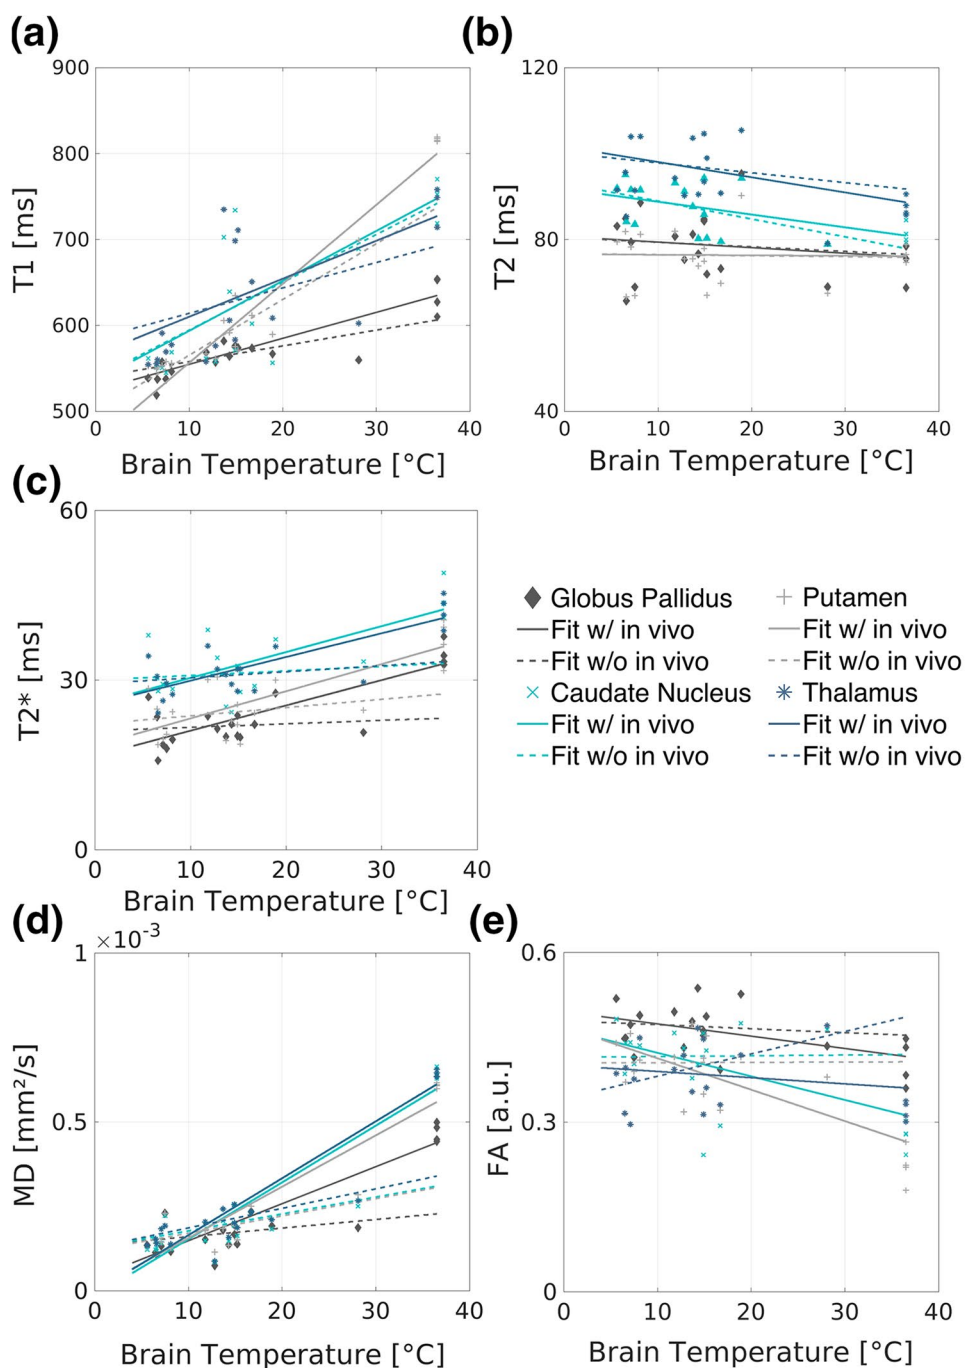 (a)
900
800
700
600
500
T1 [ms]
0 10 20 30 40
Brain Temperature [°C]
(b)
120
80
40
T2 [ms]
0 10 20 30 40
Brain Temperature [°C]
(c)
60
30
0
T2* [ms]
0 10 20 30 40
Brain Temperature [°C]
Globus Pallidus
Fit w/ in vivo
Fit w/o in vivo
Caudate Nucleus
Fit w/ in vivo
Fit w/o in vivo
Putamen
Fit w/ in vivo
Fit w/o in vivo
Thalamus
Fit w/ in vivo
Fit w/o in vivo
(d)
×10⁻³
1
0.5
0
MD [mm²/s]
0 10 20 30 40
Brain Temperature [°C]
(e)
0.6
0.3
0
FA [a.u.]
0 10 20 30 40
Brain Temperature [°C]